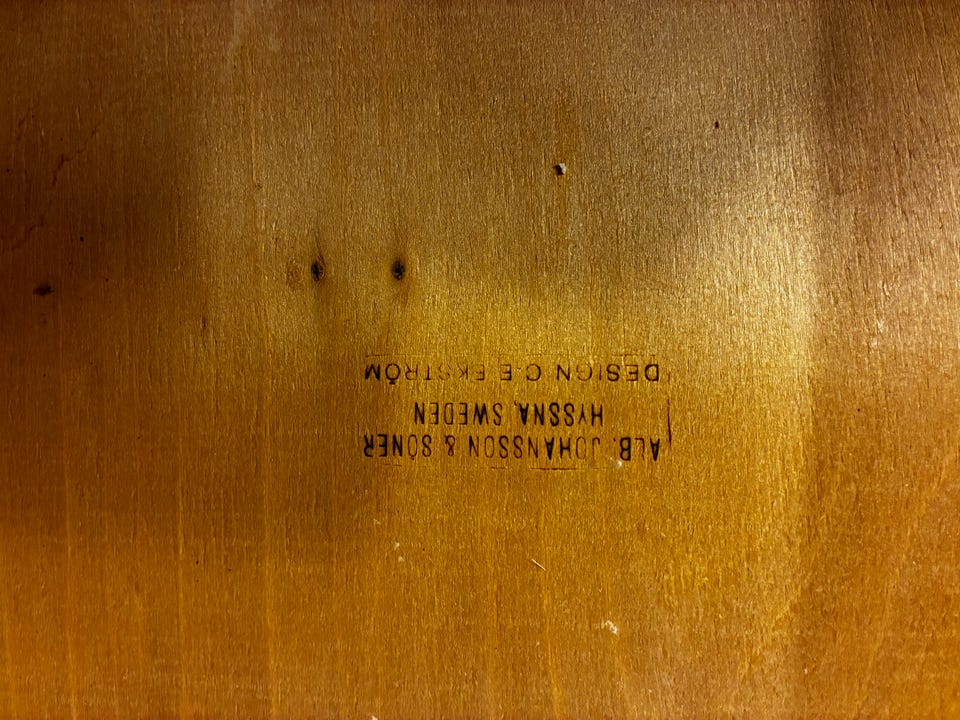 ALB. JOHANSSON & SÖNER
HYSSNA, SWEDEN
DESIGN C-E EKSTRÖM